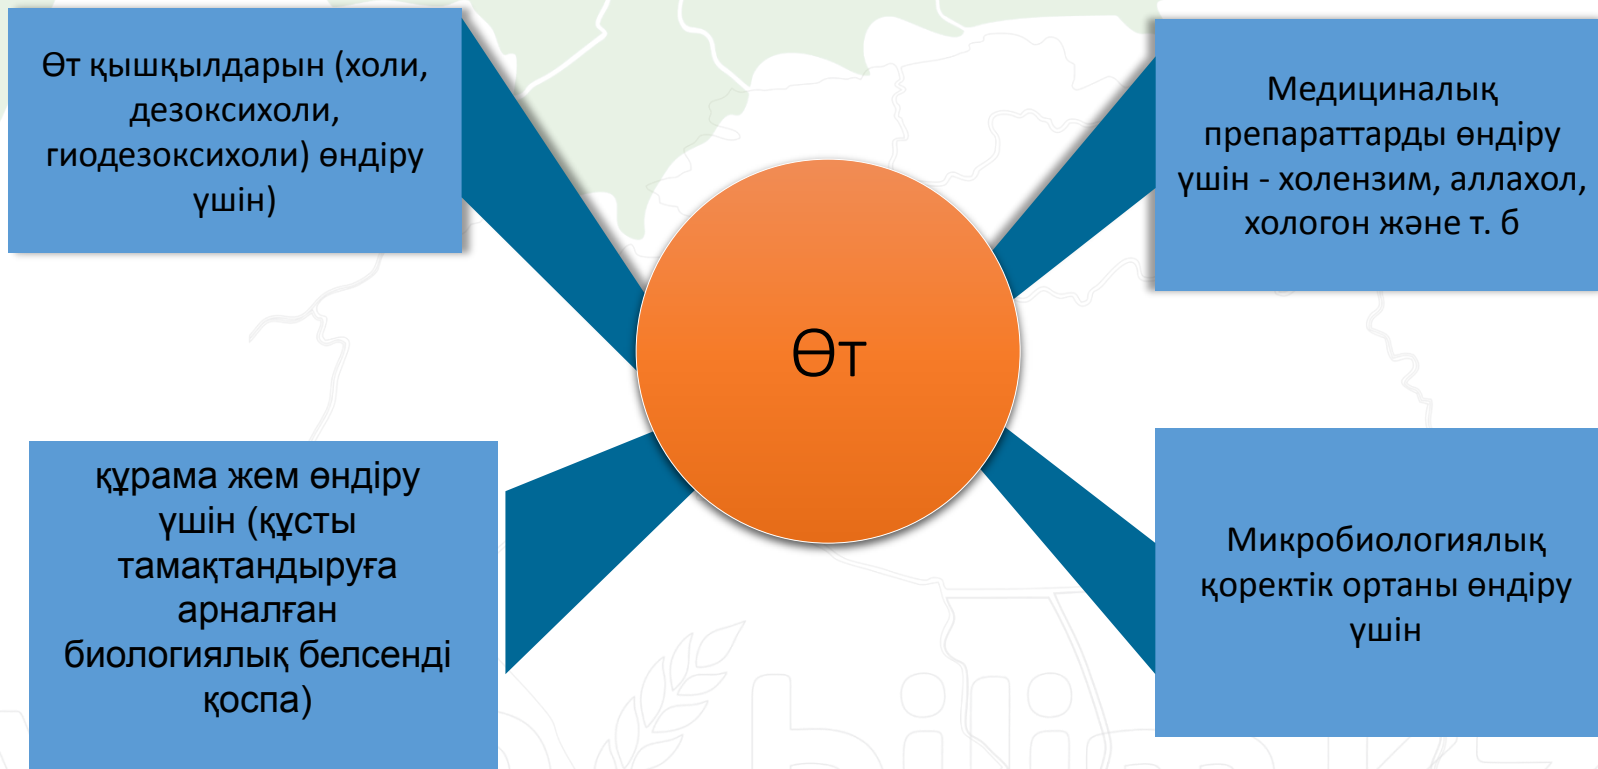 Өт қышқылдарын (холи,
дезоксихоли,
гиодезоксихоли) өндіру
үшін)
Медициналық
препараттарды өндіру
үшін - холензим, аллахол,
хологон және т. б
Өт
құрама жем өндіру
үшін (құсты
тамақтандыруға
арналған
биологиялық белсенді
қоспа)
Микробиологиялық
қоректік ортаны өндіру
үшін